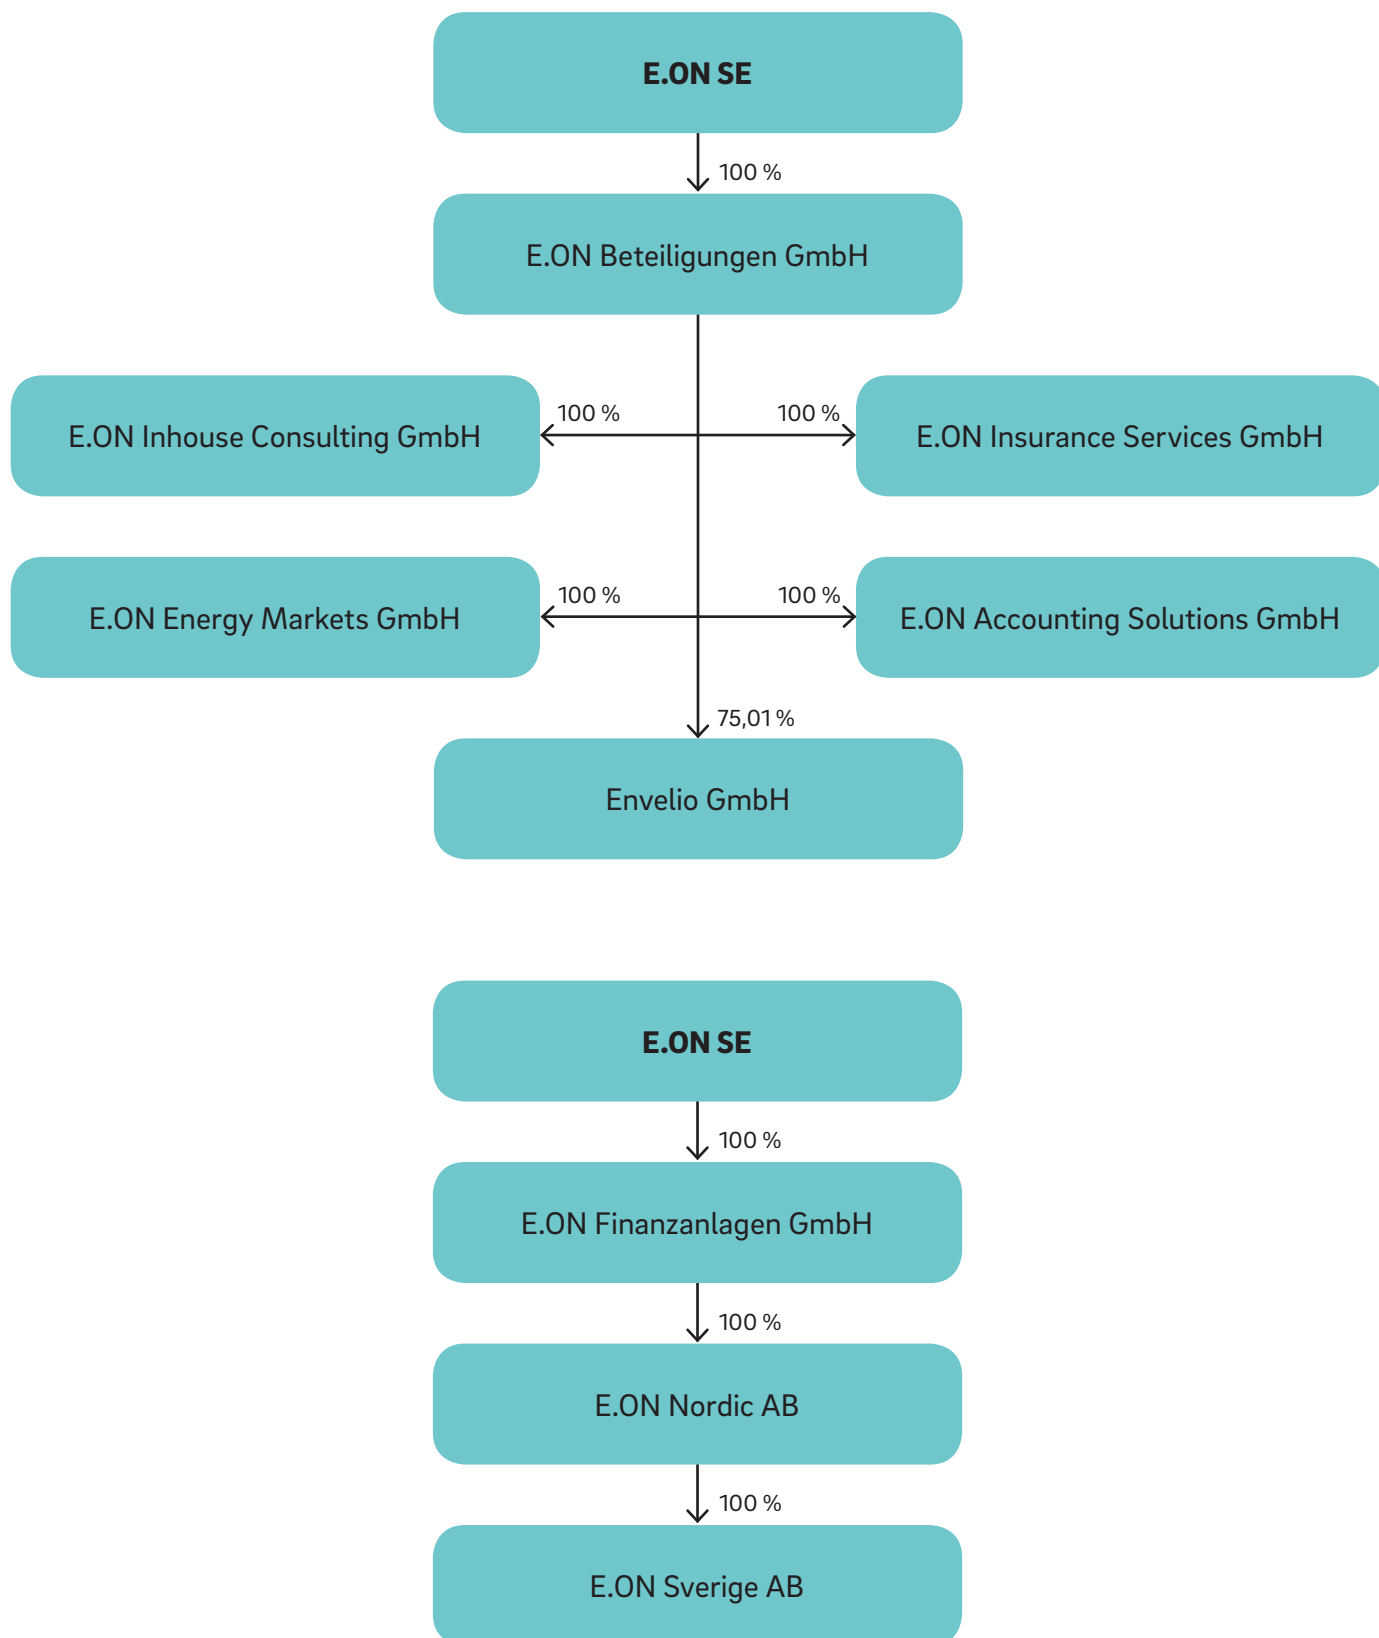 E.ON SE
100 %
E.ON Beteiligungen GmbH
100 %
100 %
E.ON Inhouse Consulting GmbH
E.ON Insurance Services GmbH
100 %
100 %
E.ON Energy Markets GmbH
E.ON Accounting Solutions GmbH
75,01 %
Envelio GmbH
E.ON SE
100 %
E.ON Finanzanlagen GmbH
100 %
E.ON Nordic AB
100 %
E.ON Sverige AB